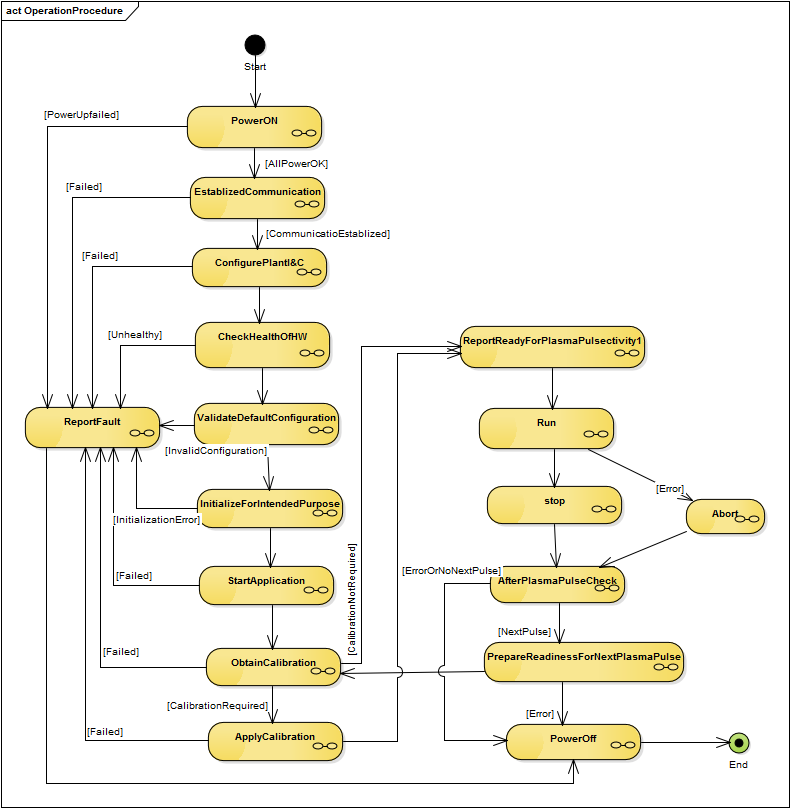 act OperationProcedure
Start
[PowerUpfailed]
PowerON
[AllPowerOK]
[Failed]
EstablizedCommunication
[CommunicatioEstablized]
[Failed]
ConfigurePlantI&C
[Unhealthy]
CheckHealthOfHW
ReportReadyForPlasmaPulsectivity1
ReportFault
ValidateDefaultConfiguration
Run
[InvalidConfiguration]
[Error]
InitializeForIntendedPurpose
stop
Abort
[InitializationError]
[CalibrationNotRequired]
[ErrorOrNoNextPulse]
[Failed]
StartApplication
AfterPlasmaPulseCheck
[NextPulse]
[Failed]
ObtainCalibration
PrepareReadinessForNextPlasmaPulse
[CalibrationRequired]
[Error]
[Failed]
ApplyCalibration
PowerOff
End